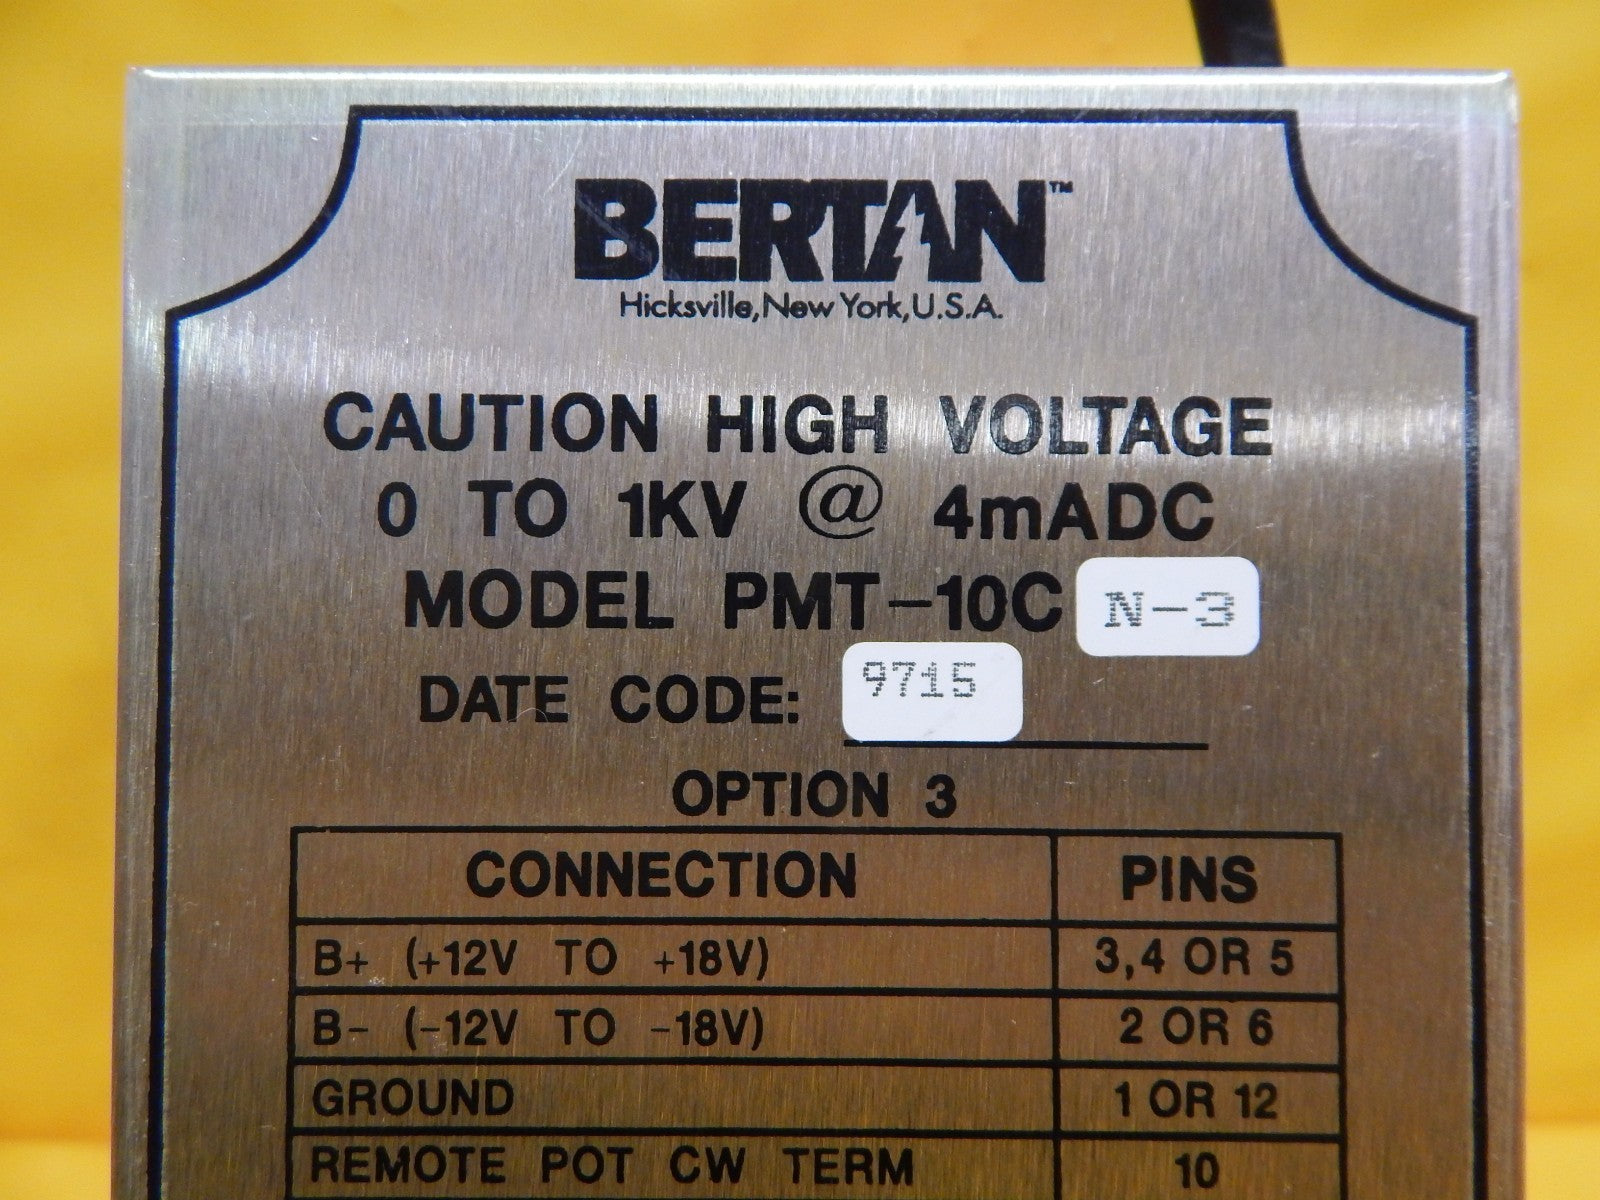 BERTAN™
Hicksville, New York, U.S.A.
CAUTION HIGH VOLTAGE
0 TO 1KV @ 4mADC
MODEL PMT-10C N-3
DATE CODE: 9715
OPTION 3
CONNECTION PINS
B+ (+12V TO +18V) 3,4 OR 5
B- (-12V TO -18V) 2 OR 6
GROUND 1 OR 12
REMOTE POT CW TERM 10